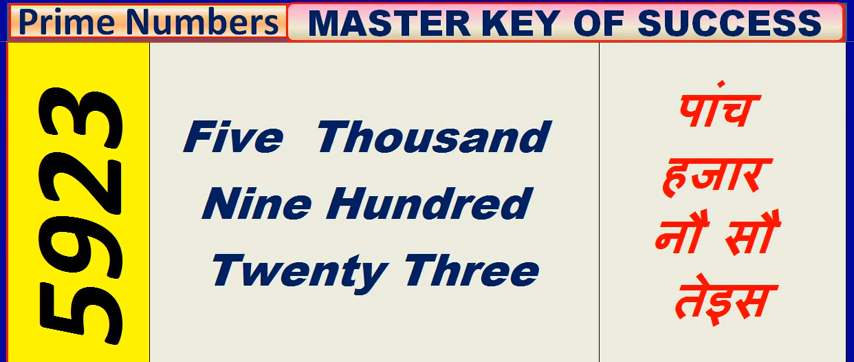 Prime Numbers
MASTER KEY OF SUCCESS
5923
Five Thousand
Nine Hundred
Twenty Three
पांच
हजार
नौ सौ
तेइस